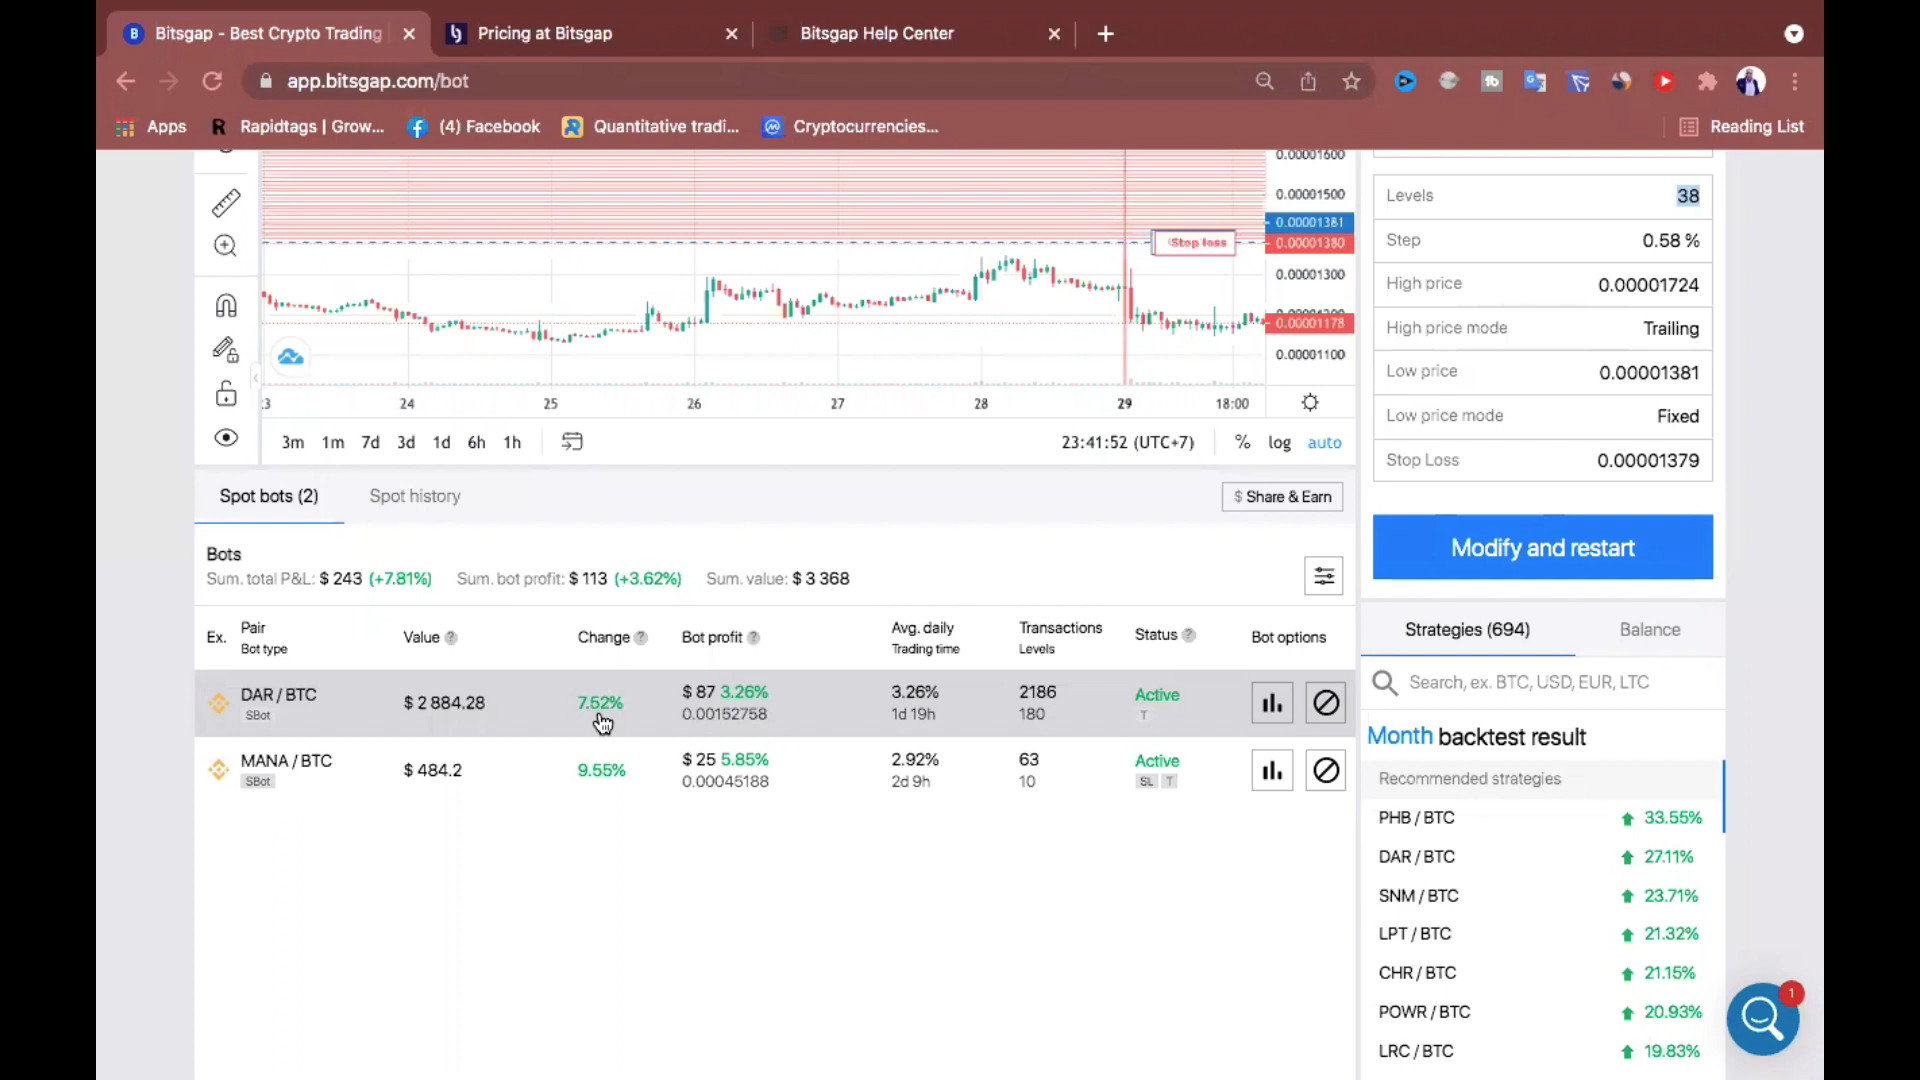 Bitsgap - Best Crypto Trading
Pricing at Bitsgap
Bitsgap Help Center
app.bitsgap.com/bot
Apps
Rapidtags | Grow...
(4) Facebook
Quantitative tradi...
Cryptocurrencies...
Reading List
0.00001600
0.00001500
0.00001381
Stop loss
0.00001380
0.00001300
0.00001178
0.00001100
24
25
26
27
28
29
18:00
3m
1m
7d
3d
1d
6h
1h
23:41:52 (UTC+7)
%
log
auto
Levels 38
Step 0.58 %
High price 0.00001724
High price mode Trailing
Low price 0.00001381
Low price mode Fixed
Stop Loss 0.00001379
Modify and restart
Spot bots (2)
Spot history
$ Share & Earn
Bots
Sum. total P&L: $ 243 (+7.81%) Sum. bot profit: $ 113 (+3.62%) Sum. value: $ 3 368
Ex.
Pair
Bot type
Value ?
Change ?
Bot profit ?
Avg. daily
Trading time
Transactions
Levels
Status ?
Bot options
DAR / BTC
SBot
$ 2 884.28
7.52%
$ 87 3.26%
0.00152758
3.26%
1d 19h
2186
180
Active
T
MANA / BTC
SBot
$ 484.2
9.55%
$ 25 5.85%
0.00045188
2.92%
2d 9h
63
10
Active
SL T
Strategies (694)
Balance
Search, ex. BTC, USD, EUR, LTC
Month backtest result
Recommended strategies
PHB / BTC 33.55%
DAR / BTC 27.11%
SNM / BTC 23.71%
LPT / BTC 21.32%
CHR / BTC 21.15%
POWR / BTC 20.93%
LRC / BTC 19.83%
1